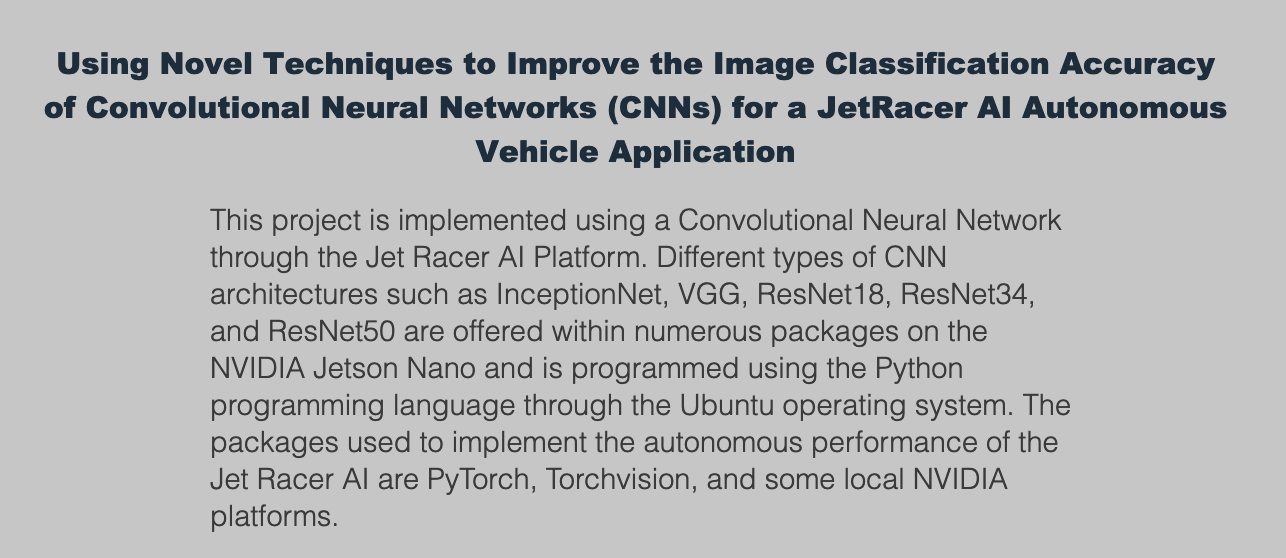 Using Novel Techniques to Improve the Image Classification Accuracy
of Convolutional Neural Networks (CNNs) for a JetRacer AI Autonomous
Vehicle Application
This project is implemented using a Convolutional Neural Network
through the Jet Racer AI Platform. Different types of CNN
architectures such as InceptionNet, VGG, ResNet18, ResNet34,
and ResNet50 are offered within numerous packages on the
NVIDIA Jetson Nano and is programmed using the Python
programming language through the Ubuntu operating system. The
packages used to implement the autonomous performance of the
Jet Racer AI are PyTorch, Torchvision, and some local NVIDIA
platforms.